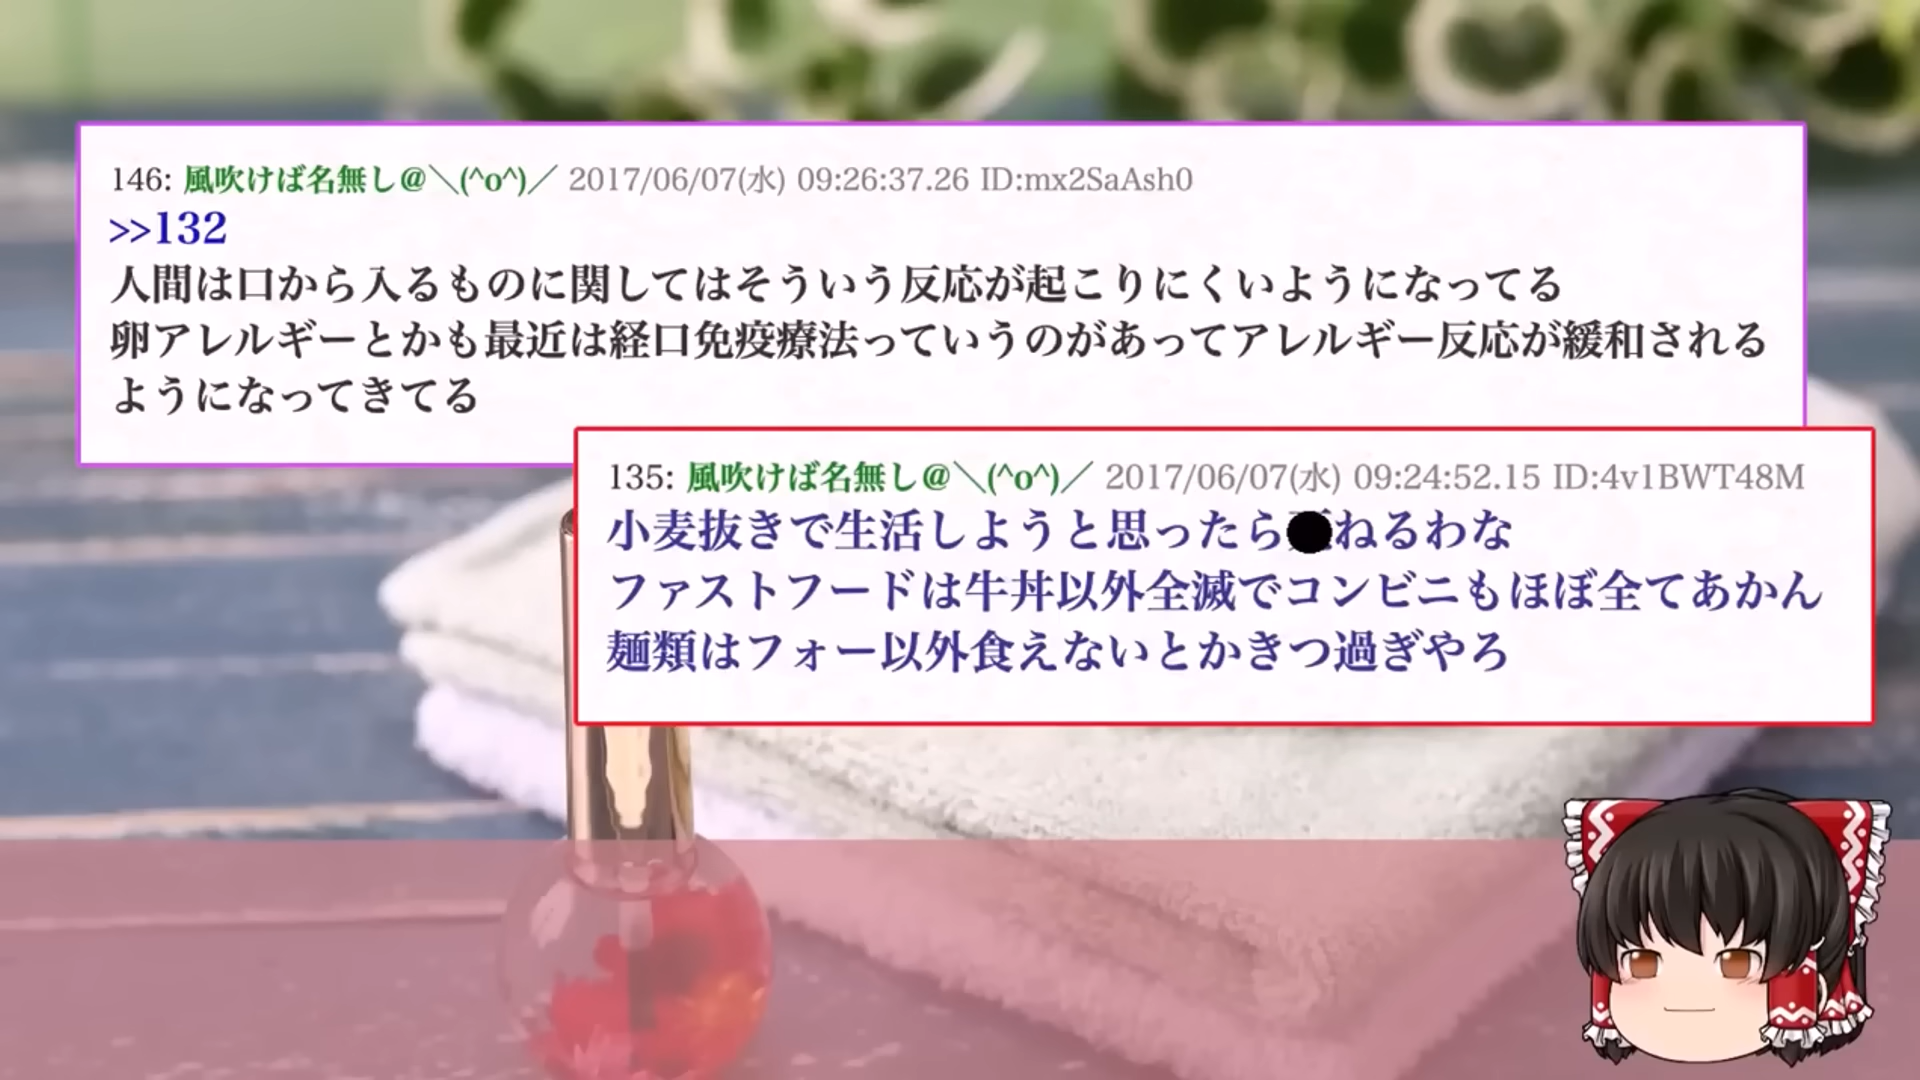 146: 風吹けば名無し@＼(^o^)／ 2017/06/07(水) 09:26:37.26 ID:mx2SaAsh0
>>132
人間は口から入るものに関してはそういう反応が起こりにくいようになってる
卵アレルギーとかも最近は経口免疫療法っていうのがあってアレルギー反応が緩和される
ようになってきてる
135: 風吹けば名無し@＼(^o^)／ 2017/06/07(水) 09:24:52.15 ID:4v1BWT48M
小麦抜きで生活しようと思ったら●ねるわな
ファストフードは牛丼以外全滅でコンビニもほぼ全てあかん
麺類はフォー以外食えないとかきつ過ぎやろ